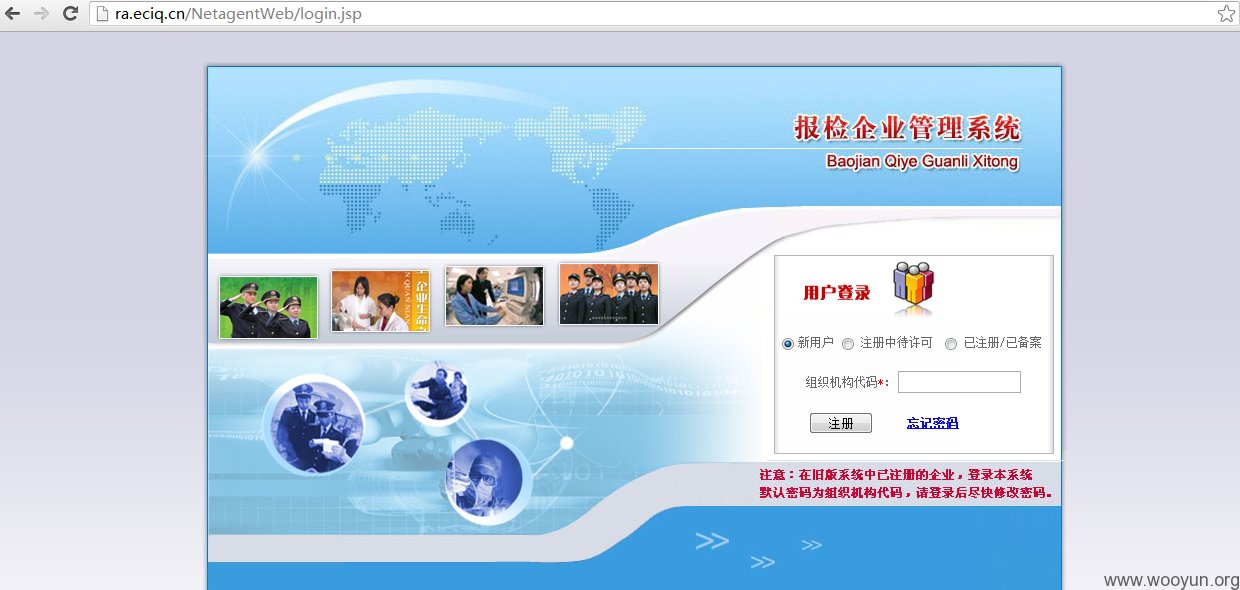 ra.eciq.cn/NetagentWeb/login.jsp
报检企业管理系统
Baojian Qiye Guanli Xitong
企业生命
用户登录
新用户 注册中待许可 已注册/已备案
组织机构代码*：
注册 忘记密码
注意：在旧版系统中已注册的企业，登录本系统
默认密码为组织机构代码，请登录后尽快修改密码。
>> >> >>
www.wooyun.org